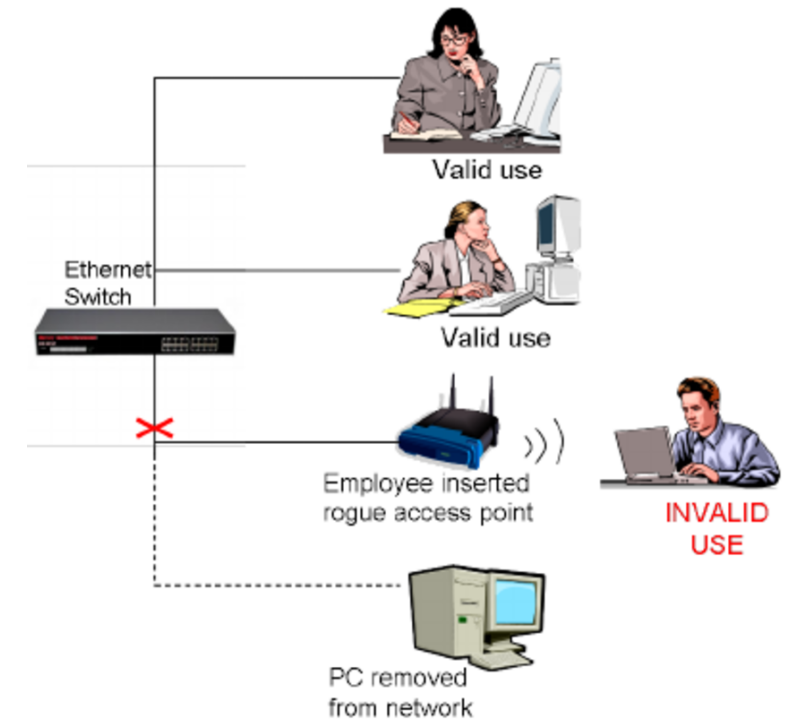 Valid use
Ethernet
Switch
Valid use
Employee inserted
rogue access point
INVALID
USE
PC removed
from network